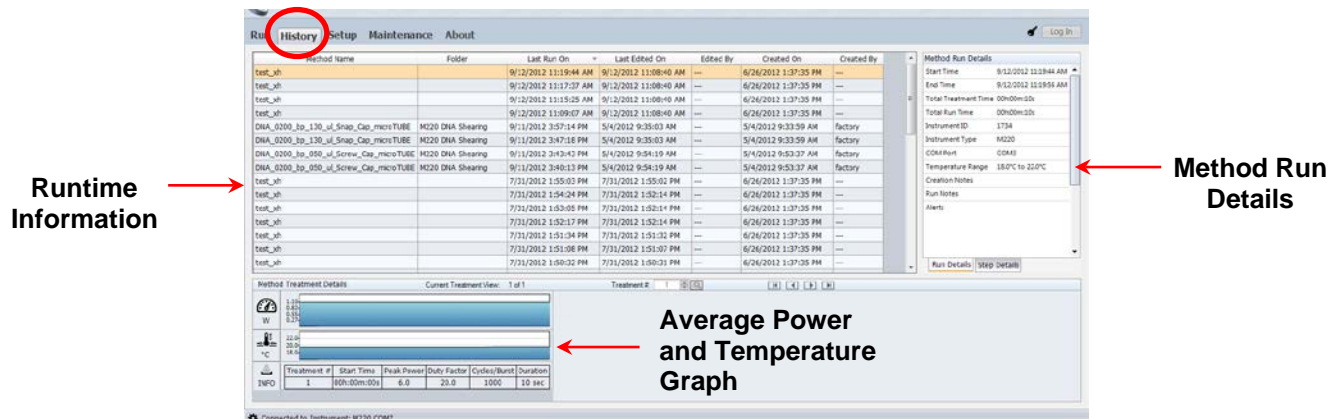 Run History Setup Maintenance About Log In
Method Name Folder Last Run On Last Edited On Edited By Created On Created By
test_xh 9/12/2012 11:19:44 AM 9/12/2012 11:08:40 AM --- 6/26/2012 1:37:35 PM ---
test_xh 9/12/2012 11:17:37 AM 9/12/2012 11:08:40 AM --- 6/26/2012 1:37:35 PM ---
test_xh 9/12/2012 11:15:25 AM 9/12/2012 11:08:40 AM --- 6/26/2012 1:37:35 PM ---
test_xh 9/12/2012 11:09:07 AM 9/12/2012 11:08:40 AM --- 6/26/2012 1:37:35 PM ---
DNA_0200_bp_130_ul_Snap_Cap_microTUBE M220 DNA Shearing 9/11/2012 3:57:14 PM 5/4/2012 9:35:03 AM 5/4/2012 9:33:59 AM factory
DNA_0200_bp_130_ul_Snap_Cap_microTUBE M220 DNA Shearing 9/11/2012 3:47:18 PM 5/4/2012 9:35:03 AM --- 5/4/2012 9:33:59 AM factory
DNA_0200_bp_050_ul_Screw_Cap_microTUBE M220 DNA Shearing 9/11/2012 3:43:43 PM 5/4/2012 9:54:19 AM --- 5/4/2012 9:53:37 AM factory
DNA_0200_bp_050_ul_Screw_Cap_microTUBE M220 DNA Shearing 9/11/2012 3:40:13 PM 5/4/2012 9:54:19 AM --- 5/4/2012 9:53:37 AM factory
test_xh 7/31/2012 1:55:03 PM 7/31/2012 1:55:02 PM --- 6/26/2012 1:37:35 PM ---
test_xh 7/31/2012 1:54:24 PM 7/31/2012 1:52:14 PM --- 6/26/2012 1:37:35 PM ---
test_xh 7/31/2012 1:53:05 PM 7/31/2012 1:52:14 PM --- 6/26/2012 1:37:35 PM ---
test_xh 7/31/2012 1:52:17 PM 7/31/2012 1:52:14 PM --- 6/26/2012 1:37:35 PM ---
test_xh 7/31/2012 1:51:34 PM 7/31/2012 1:51:32 PM --- 6/26/2012 1:37:35 PM ---
test_xh 7/31/2012 1:51:08 PM 7/31/2012 1:51:07 PM --- 6/26/2012 1:37:35 PM ---
test_xh 7/31/2012 1:50:32 PM 7/31/2012 1:50:31 PM --- 6/26/2012 1:37:35 PM ---
Method Run Details
Start Time 9/12/2012 11:19:44 AM
End Time 9/12/2012 11:19:56 AM
Total Treatment Time 00h00m:10s
Total Run Time 00h00m:10s
Instrument ID 1734
Instrument Type M220
COM Port
Temperature Range 18.0°C to 22.0°C
Creation Notes
Run Notes
Alerts
Run Details Step Details
Runtime
Information
Method Run
Details
Method Treatment Details Current Treatment View: 1 of 1 Treatment # 1
W
22.0
20.0
18.0
°C
Treatment # Start Time Peak Power Duty Factor Cycles/Burst Duration
INFO 1 00h:00m:00s 6.0 20.0 1000 10 sec
Average Power
and Temperature
Graph
Connected to Instrument: M220 COM7